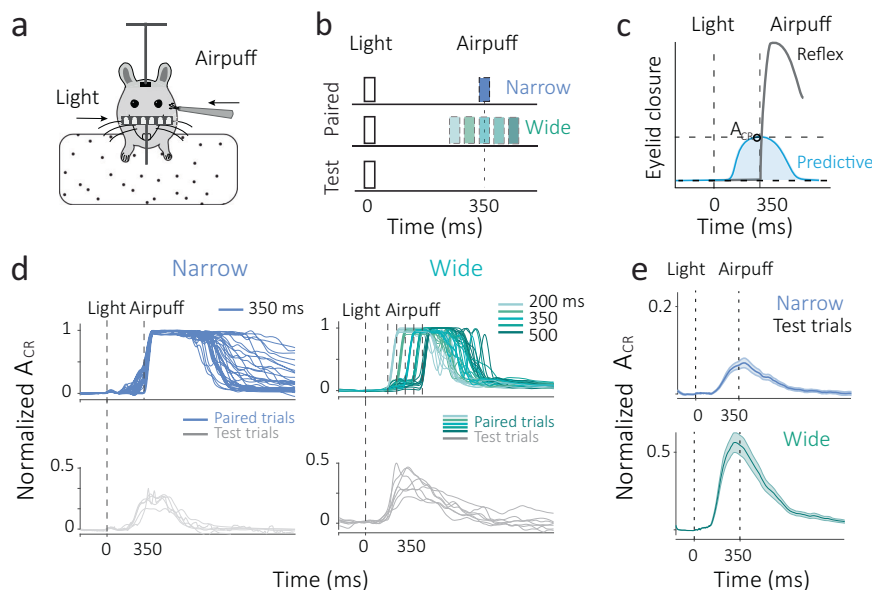 a
Light
Airpuff
b
Light
Airpuff
Paired
Narrow
Wide
Test
0
350
Time (ms)
c
Light
Airpuff
Eyelid closure
Reflex
ACR
Predictive
0
350
Time (ms)
d
Narrow
Wide
Normalized ACR
Light Airpuff
350 ms
1
0
Paired trials
Test trials
0.5
0
0
350
Light Airpuff
200 ms
350
500
1
0
Paired trials
Test trials
0.5
0
0
350
Time (ms)
e
Light
Airpuff
Normalized ACR
0.2
Narrow
Test trials
0
350
0.5
Wide
0
350
Time (ms)